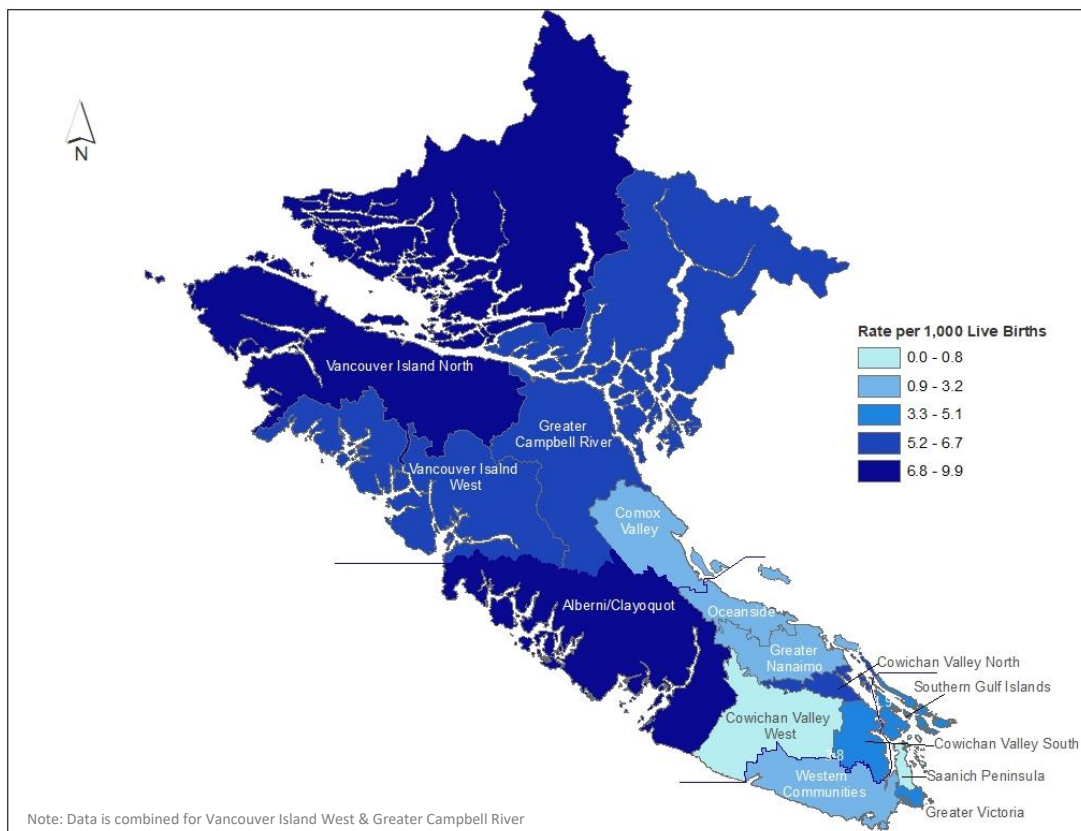 N
Rate per 1,000 Live Births
0.0 - 0.8
0.9 - 3.2
3.3 - 5.1
5.2 - 6.7
6.8 - 9.9
Vancouver Island North
Greater
Campbell River
Vancouver Isalnd
West
Comox
Valley
Alberni/Clayoquot
Oceanside
Greater
Nanaimo
Cowichan Valley North
Southern Gulf Islands
Cowichan Valley
West
Cowichan Valley South
Western
Communities
Saanich Peninsula
Greater Victoria
Note: Data is combined for Vancouver Island West & Greater Campbell River